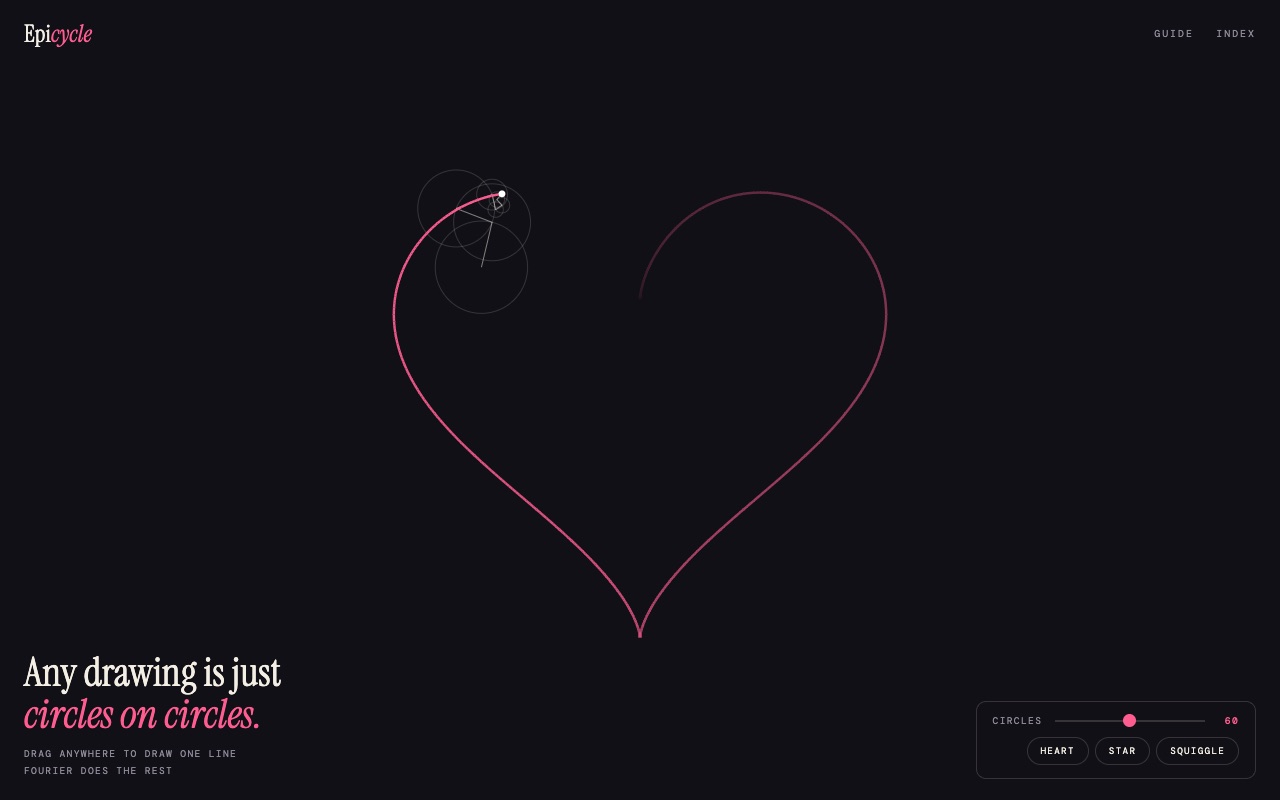 Epicycle
GUIDE INDEX
Any drawing is just
circles on circles.
DRAG ANYWHERE TO DRAW ONE LINE
FOURIER DOES THE REST
CIRCLES 60
HEART STAR SQUIGGLE